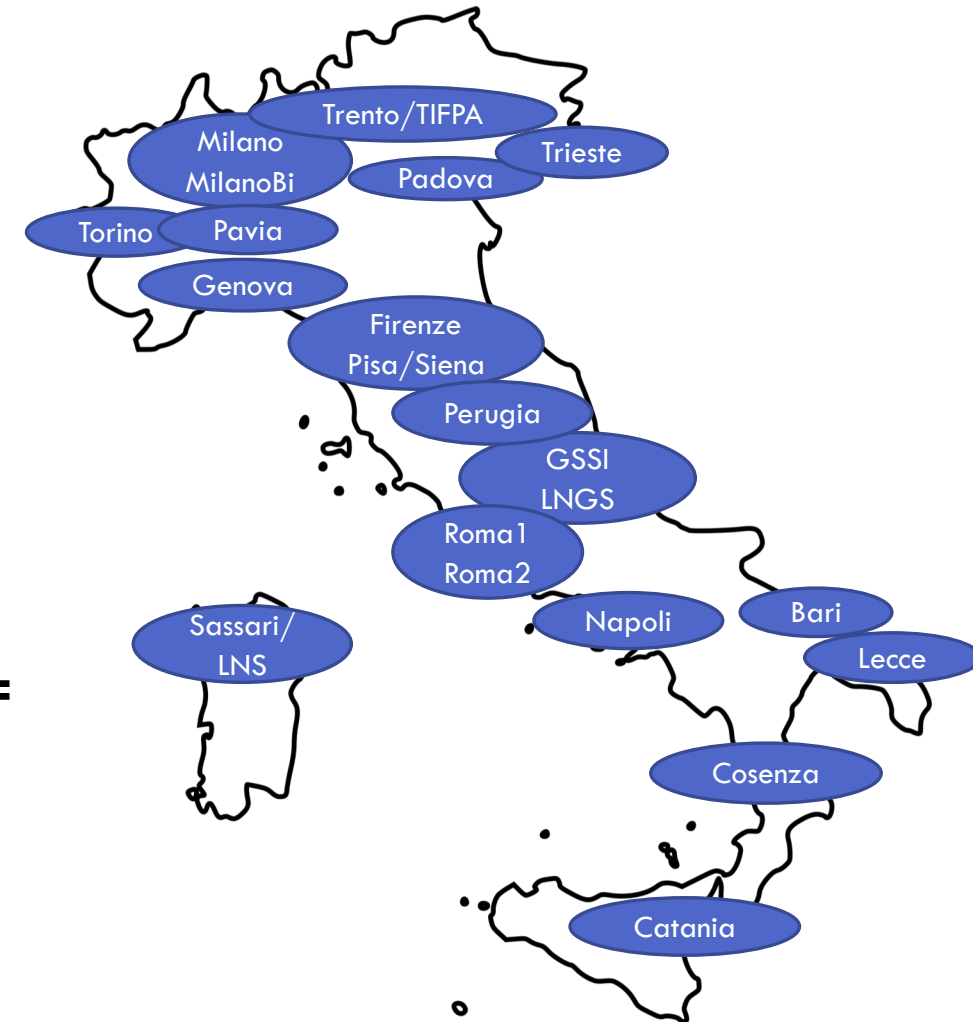 Trento/TIFPA
Milano
MilanoBi
Trieste
Padova
Torino
Pavia
Genova
Firenze
Pisa/Siena
Perugia
GSSI
LNGS
Roma1
Roma2
Napoli
Bari
Sassari/
LNS
Lecce
=
Cosenza
Catania